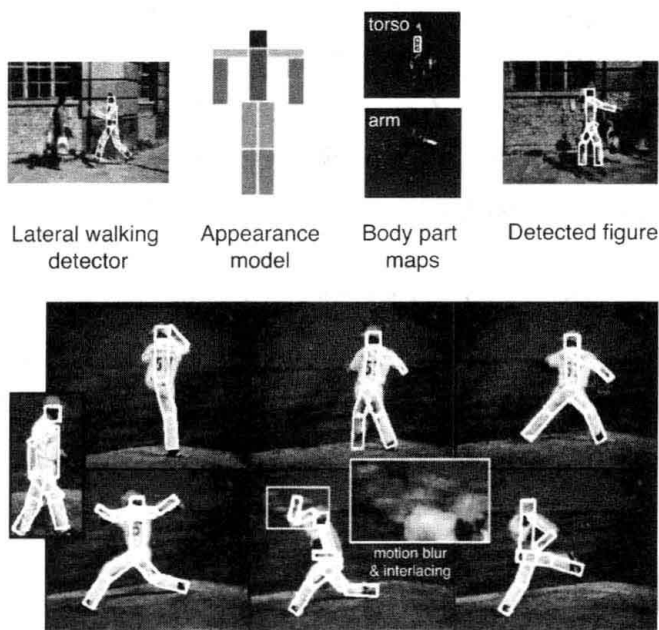 torso
arm
Lateral walking
detector
Appearance
model
Body part
maps
Detected figure
motion blur
& interlacing